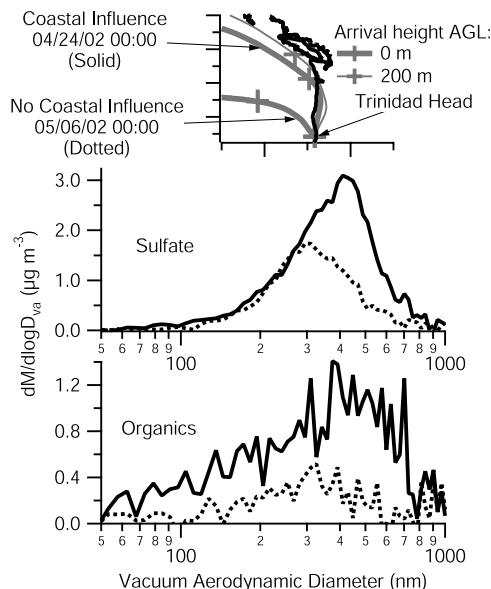 Coastal Influence
04/24/02 00:00
(Solid)
Arrival height AGL:
0 m
200 m
Trinidad Head
No Coastal Influence
05/06/02 00:00
(Dotted)
dM/dlogDva (µg m-3)
3.0
2.0
1.0
0.0
Sulfate
5 6 7 8 9 100 2 3 4 5 6 7 8 9 1000
1.2
0.8
0.4
0.0
Organics
5 6 7 8 9 100 2 3 4 5 6 7 8 9 1000
Vacuum Aerodynamic Diameter (nm)